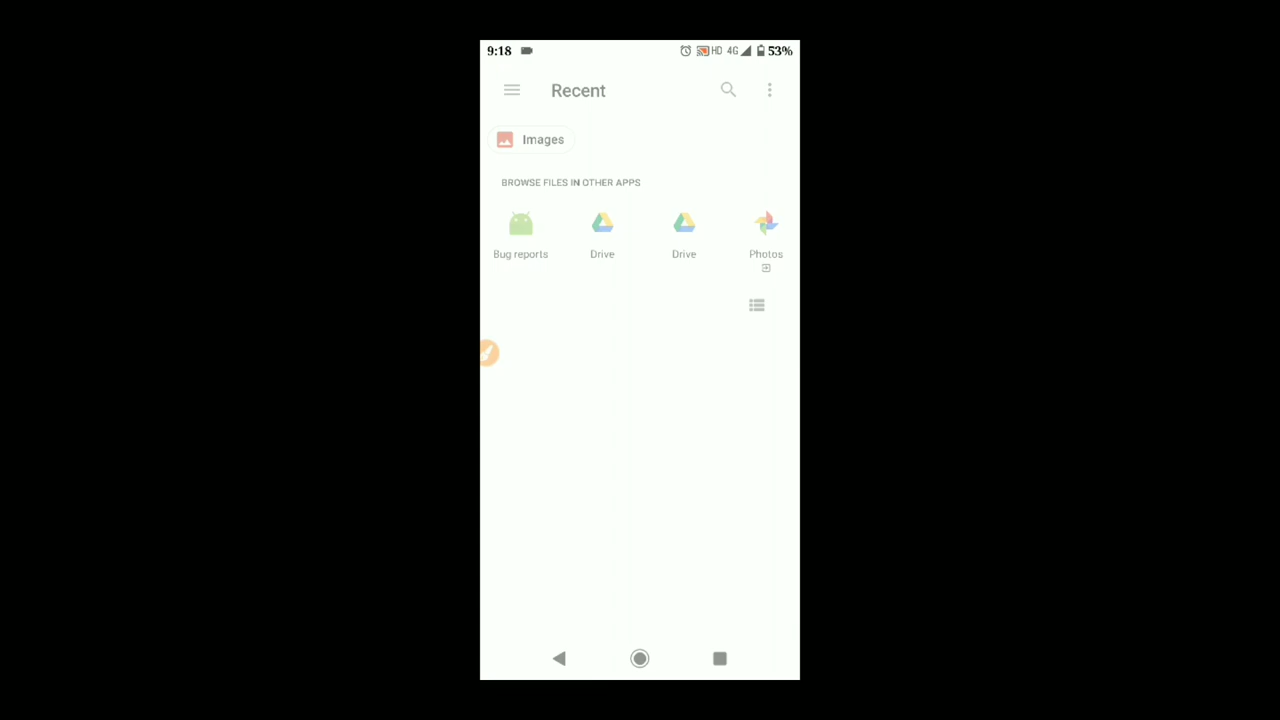 9:18 HD 4G 53%
Recent
Images
BROWSE FILES IN OTHER APPS
Bug reports Drive Drive Photos